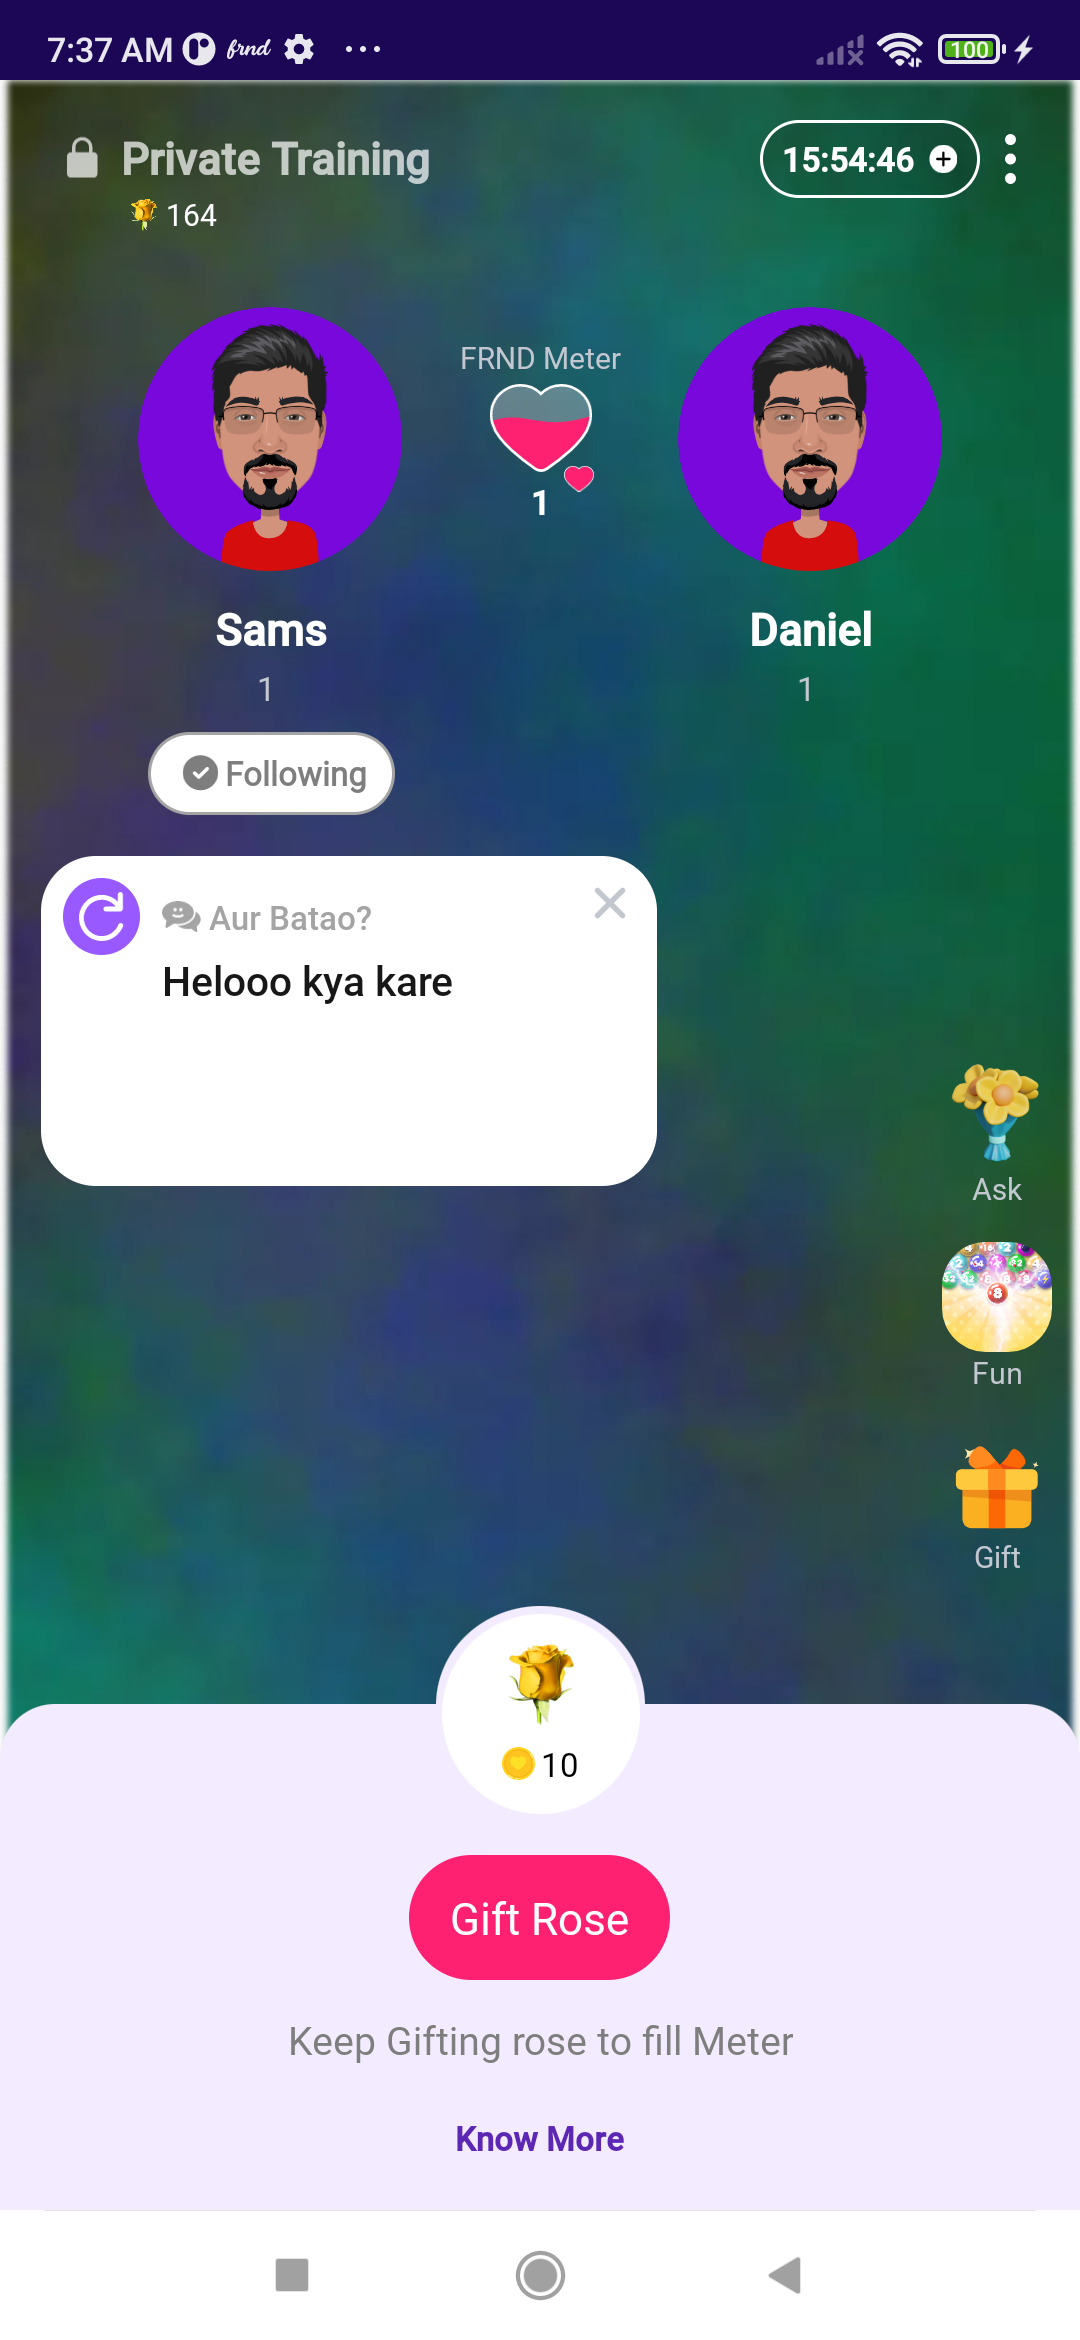 7:37 AM frnd
100
Private Training
15:54:46
164
FRND Meter
1
Sams
Daniel
1
1
Following
Aur Batao?
Helooo kya kare
Ask
Fun
Gift
10
Gift Rose
Keep Gifting rose to fill Meter
Know More